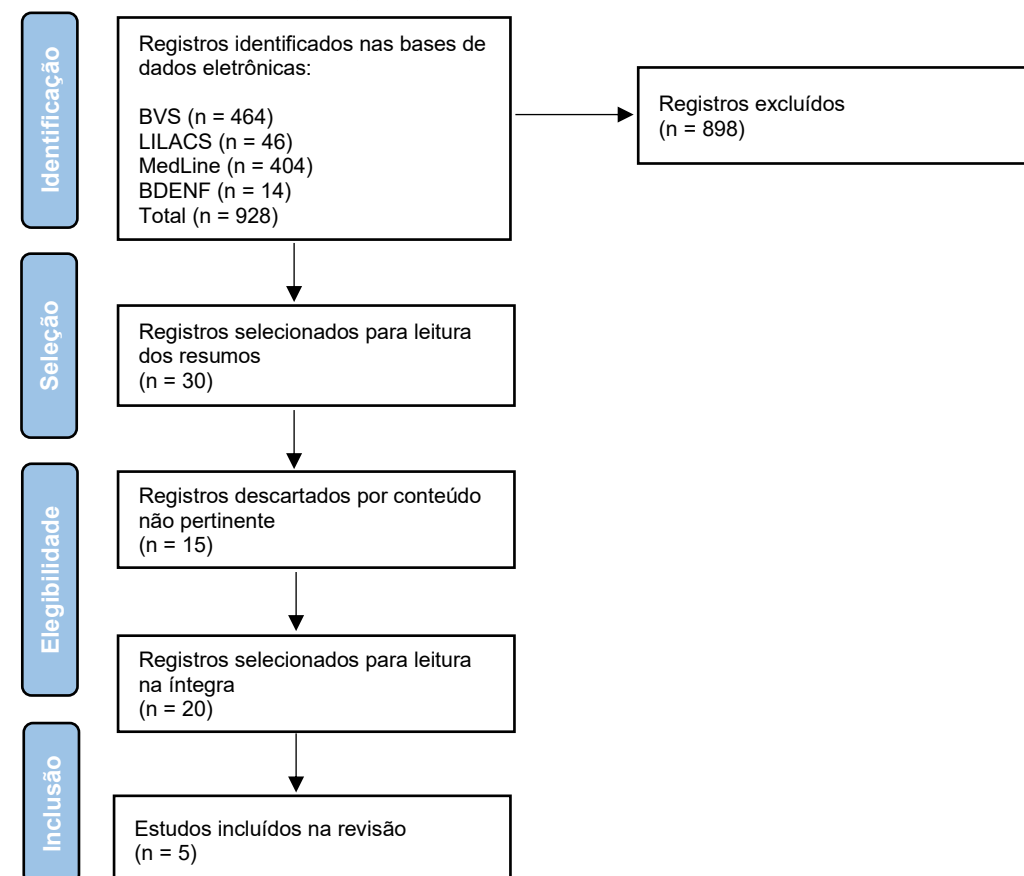 Identificação
Registros identificados nas bases de
dados eletrônicas:
BVS (n = 464)
LILACS (n = 46)
MedLine (n = 404)
BDENF (n = 14)
Total (n = 928)
Registros excluídos
(n = 898)
Seleção
Registros selecionados para leitura
dos resumos
(n = 30)
Elegibilidade
Registros descartados por conteúdo
não pertinente
(n = 15)
Registros selecionados para leitura
na íntegra
(n = 20)
Inclusão
Estudos incluídos na revisão
(n = 5)